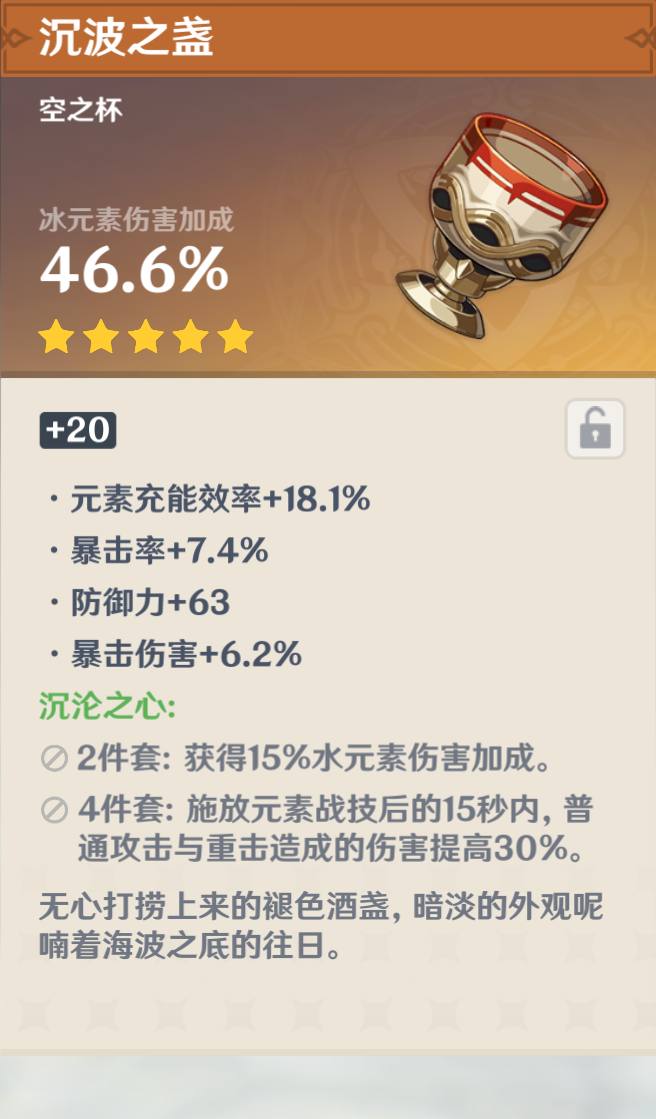 沉波之盏
空之杯
冰元素伤害加成
46.6%
+20
·元素充能效率+18.1%
·暴击率+7.4%
·防御力+63
·暴击伤害+6.2%
沉沦之心:
2件套: 获得15%水元素伤害加成。
4件套: 施放元素战技后的15秒内, 普
通攻击与重击造成的伤害提高30%。
无心打捞上来的褪色酒盏, 暗淡的外观呢
喃着海波之底的往日。